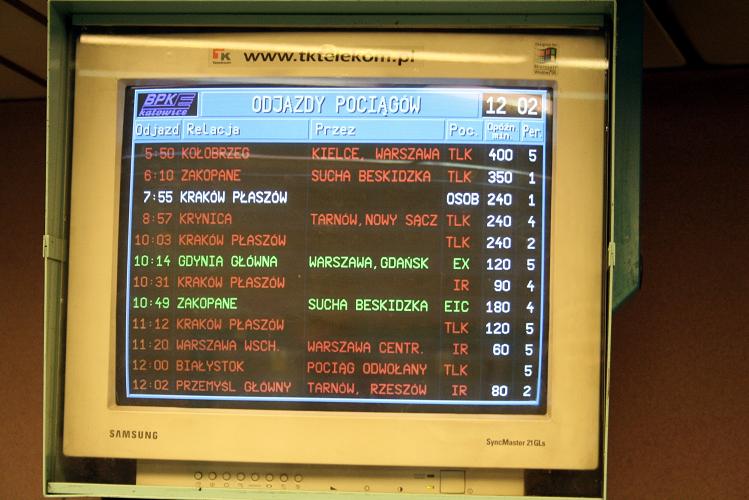 TK www.tktelekom.pl
BPK katowice ODJAZDY POCIĄGÓW 12 02
Odjazd Relacja Przez Poc. Opóźn min. Per.
5:50 KOŁOBRZEG KIELCE, WARSZAWA TLK 400 5
6:10 ZAKOPANE SUCHA BESKIDZKA TLK 350 1
7:55 KRAKÓW PŁASZÓW OSOB 240 1
8:57 KRYNICA TARNÓW,NOWY SĄCZ TLK 240 4
10:03 KRAKÓW PŁASZÓW TLK 240 2
10:14 GDYNIA GŁÓWNA WARSZAWA,GDAŃSK EX 120 5
10:31 KRAKÓW PŁASZÓW IR 90 4
10:49 ZAKOPANE SUCHA BESKIDZKA EIC 180 4
11:12 KRAKÓW PŁASZÓW TLK 120 5
11:20 WARSZAWA WSCH. WARSZAWA CENTR. IR 60 5
12:00 BIAŁYSTOK POCIĄG ODWOŁANY TLK 5
12:02 PRZEMYŚL GŁÓWNY TARNÓW, RZESZÓW IR 80 2
SAMSUNG SyncMaster 21GLs